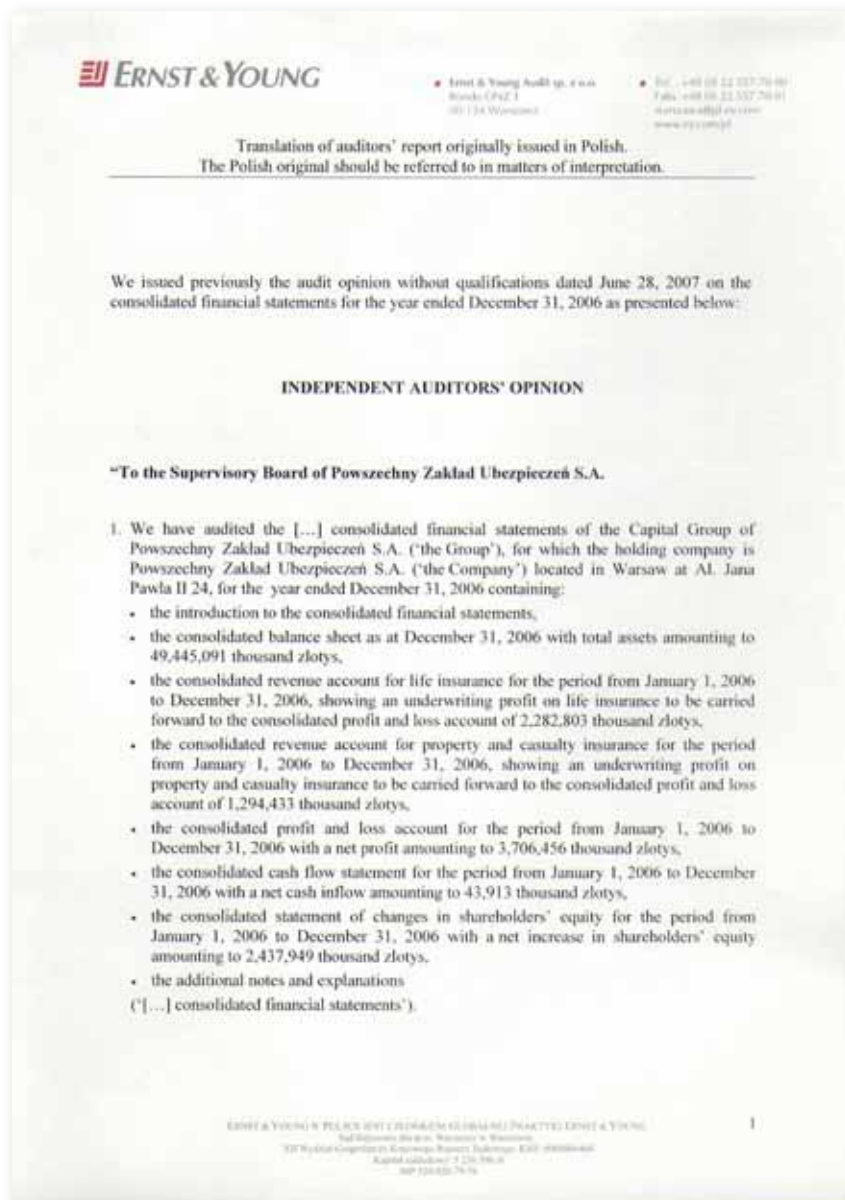 ERNST & YOUNG
Ernst & Young Audit sp. z o.o.
Rondo ONZ 1
00-124 Warszawa
www.ey.com/pl
Translation of auditors' report originally issued in Polish.
The Polish original should be referred to in matters of interpretation.
We issued previously the audit opinion without qualifications dated June 28, 2007 on the
consolidated financial statements for the year ended December 31, 2006 as presented below:
INDEPENDENT AUDITORS' OPINION
“To the Supervisory Board of Powszechny Zakład Ubezpieczeń S.A.
1. We have audited the […] consolidated financial statements of the Capital Group of
Powszechny Zakład Ubezpieczeń S.A. (‘the Group’), for which the holding company is
Powszechny Zakład Ubezpieczeń S.A. (‘the Company’) located in Warsaw at Al. Jana
Pawła II 24, for the year ended December 31, 2006 containing:
• the introduction to the consolidated financial statements,
• the consolidated balance sheet as at December 31, 2006 with total assets amounting to
49,445,091 thousand zlotys,
• the consolidated revenue account for life insurance for the period from January 1, 2006
to December 31, 2006, showing an underwriting profit on life insurance to be carried
forward to the consolidated profit and loss account of 2,282,803 thousand zlotys,
• the consolidated revenue account for property and casualty insurance for the period
from January 1, 2006 to December 31, 2006, showing an underwriting profit on
property and casualty insurance to be carried forward to the consolidated profit and loss
account of 1,294,433 thousand zlotys,
• the consolidated profit and loss account for the period from January 1, 2006 to
December 31, 2006 with a net profit amounting to 3,706,456 thousand zlotys,
• the consolidated cash flow statement for the period from January 1, 2006 to December
31, 2006 with a net cash inflow amounting to 43,913 thousand zlotys,
• the consolidated statement of changes in shareholders’ equity for the period from
January 1, 2006 to December 31, 2006 with a net increase in shareholders’ equity
amounting to 2,437,949 thousand zlotys,
• the additional notes and explanations
(‘[…] consolidated financial statements’).
1